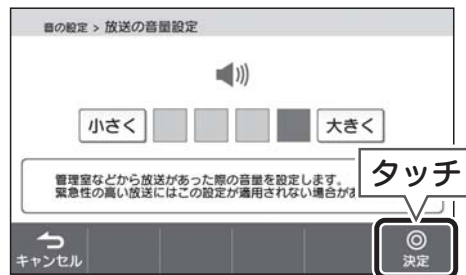 音の設定 > 放送の音量設定
小さく
大きく
管理室などから放送があった際の音量を設定します。
緊急性の高い放送にはこの設定が適用されない場合があ
タッチ
キャンセル
決定